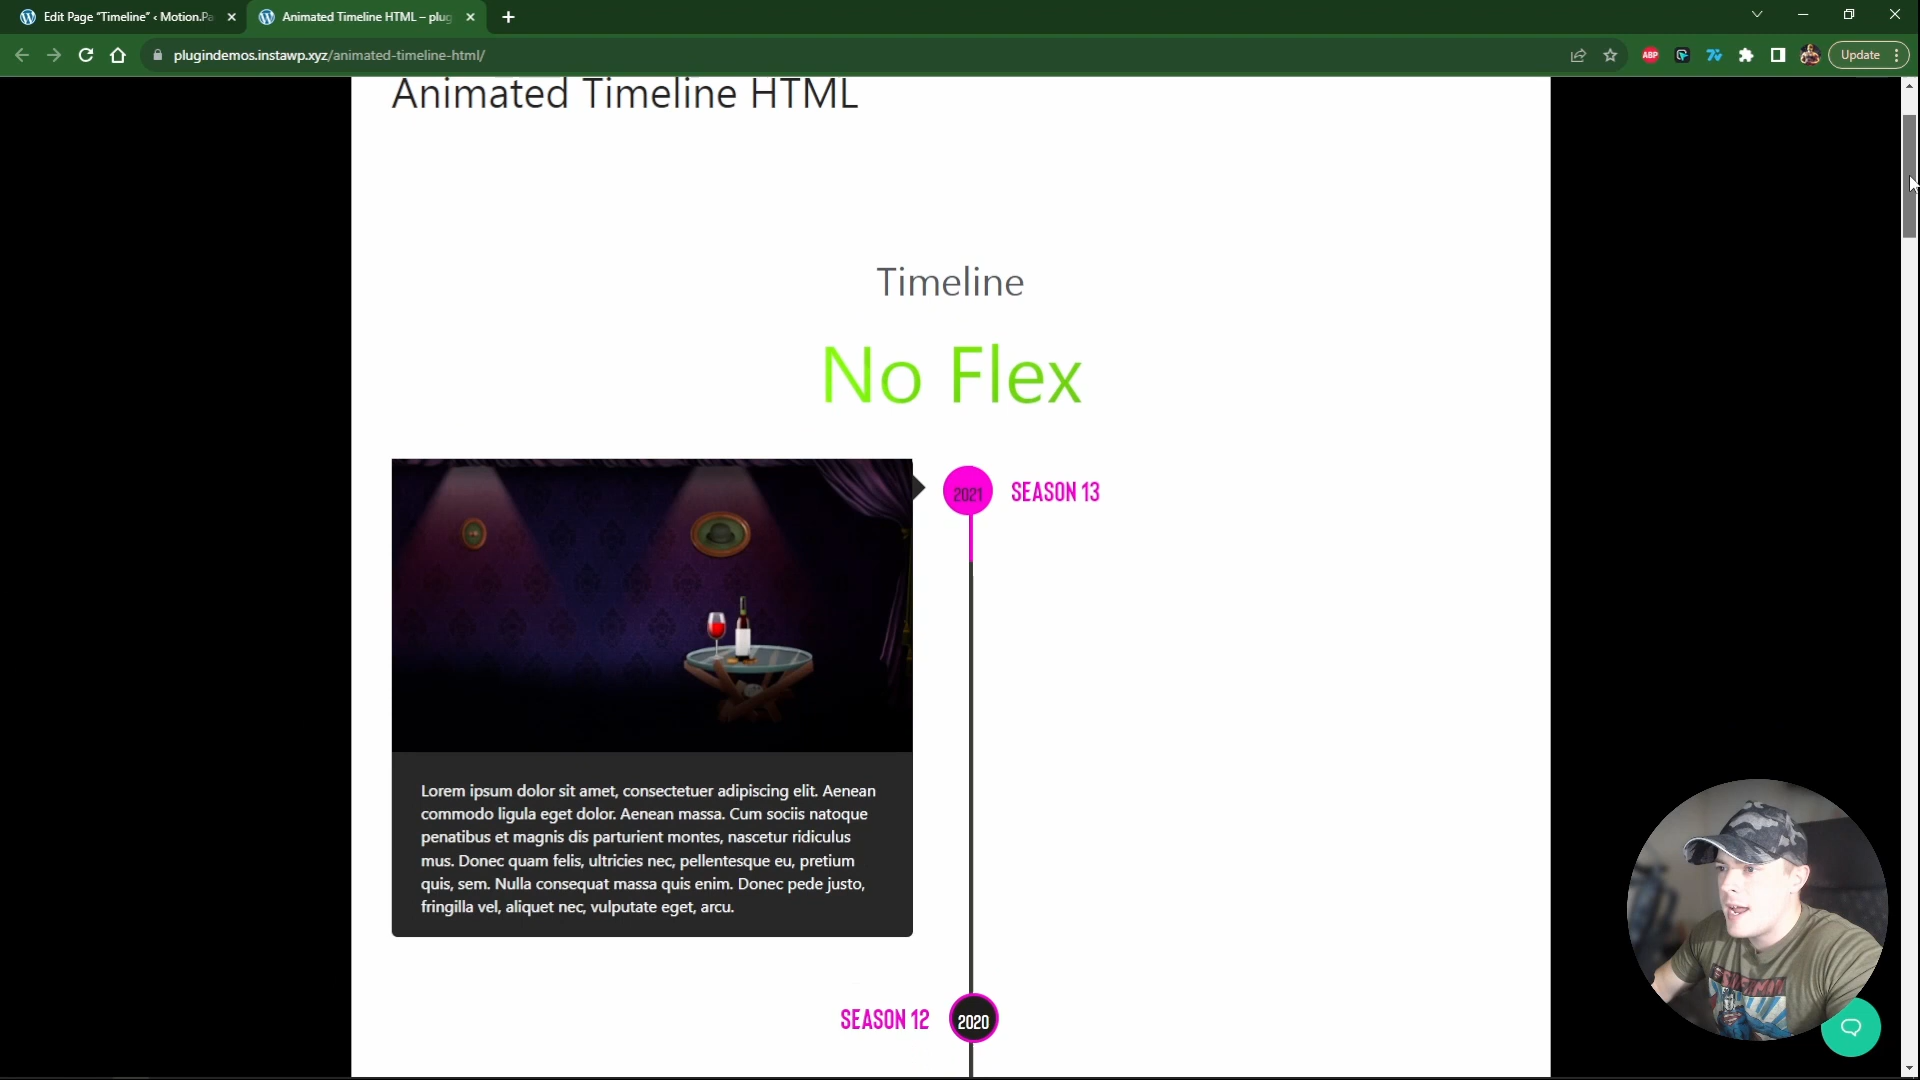 Edit Page "Timeline" ‹ Motion.Pa
Animated Timeline HTML – plug
plugindemos.instawp.xyz/animated-timeline-html/
ABP
Update
Animated Timeline HTML
Timeline
No Flex
2021
SEASON 13
Lorem ipsum dolor sit amet, consectetuer adipiscing elit. Aenean
commodo ligula eget dolor. Aenean massa. Cum sociis natoque
penatibus et magnis dis parturient montes, nascetur ridiculus
mus. Donec quam felis, ultricies nec, pellentesque eu, pretium
quis, sem. Nulla consequat massa quis enim. Donec pede justo,
fringilla vel, aliquet nec, vulputate eget, arcu.
SEASON 12
2020